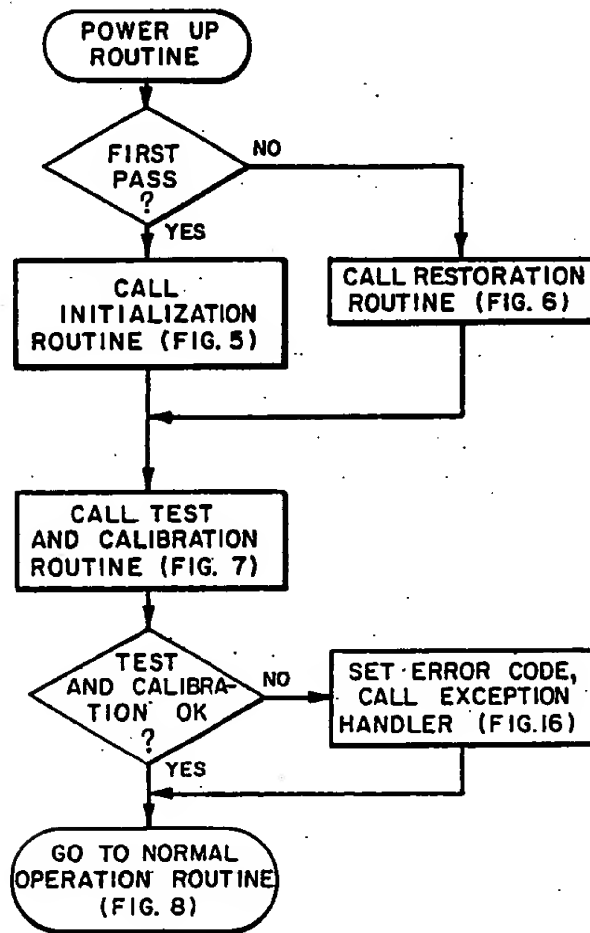 POWER UP
ROUTINE
FIRST
PASS
?
NO
YES
CALL
INITIALIZATION
ROUTINE (FIG. 5)
CALL RESTORATION
ROUTINE (FIG. 6)
CALL TEST
AND CALIBRATION
ROUTINE (FIG. 7)
TEST
AND CALIBRA-
TION OK
?
NO
YES
SET ERROR CODE,
CALL EXCEPTION
HANDLER (FIG.16)
GO TO NORMAL
OPERATION ROUTINE
(FIG. 8)